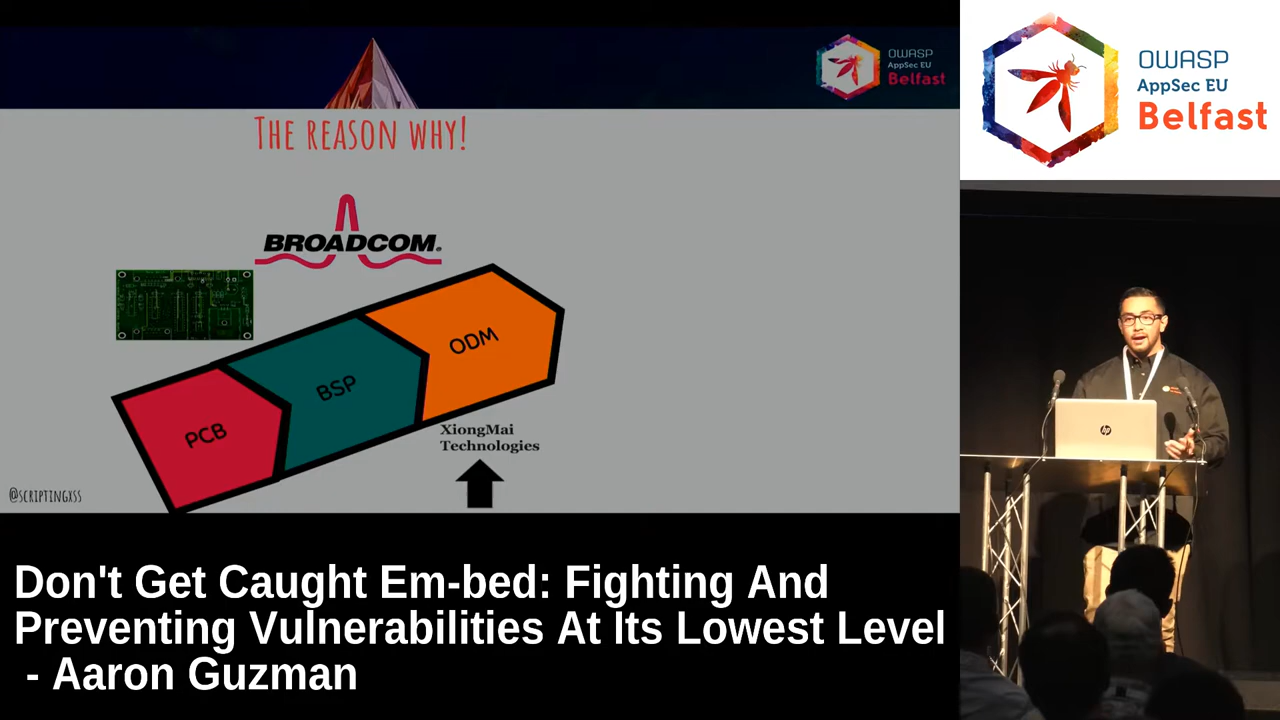 OWASP
AppSec EU
Belfast
THE REASON WHY!
BROADCOM.
PCB
BSP
ODM
XiongMai
Technologies
@SCRIPTINGXSS
OWASP
AppSec EU
Belfast
hp
Don't Get Caught Em-bed: Fighting And
Preventing Vulnerabilities At Its Lowest Level
- Aaron Guzman